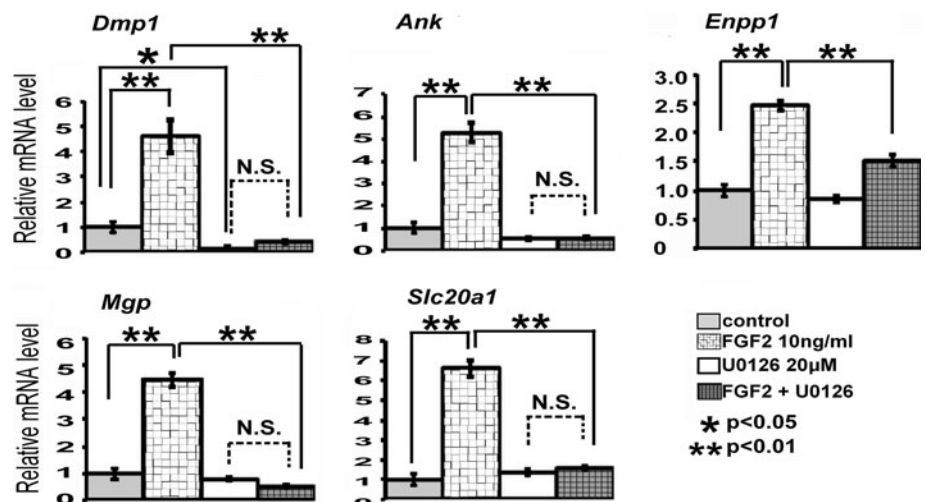 Dmp1
**
*
**
Relative mRNA level
6
5
4
3
2
1
0
N.S.
Ank
**
**
7
6
5
4
3
2
1
0
N.S.
Enpp1
**
**
3.0
2.5
2.0
1.5
1.0
0.5
0
Mgp
**
**
Relative mRNA level
6
5
4
3
2
1
0
N.S.
Slc20a1
**
**
8
7
6
5
4
3
2
1
0
N.S.
control
FGF2 10ng/ml
U0126 20µM
FGF2 + U0126
* p<0.05
** p<0.01